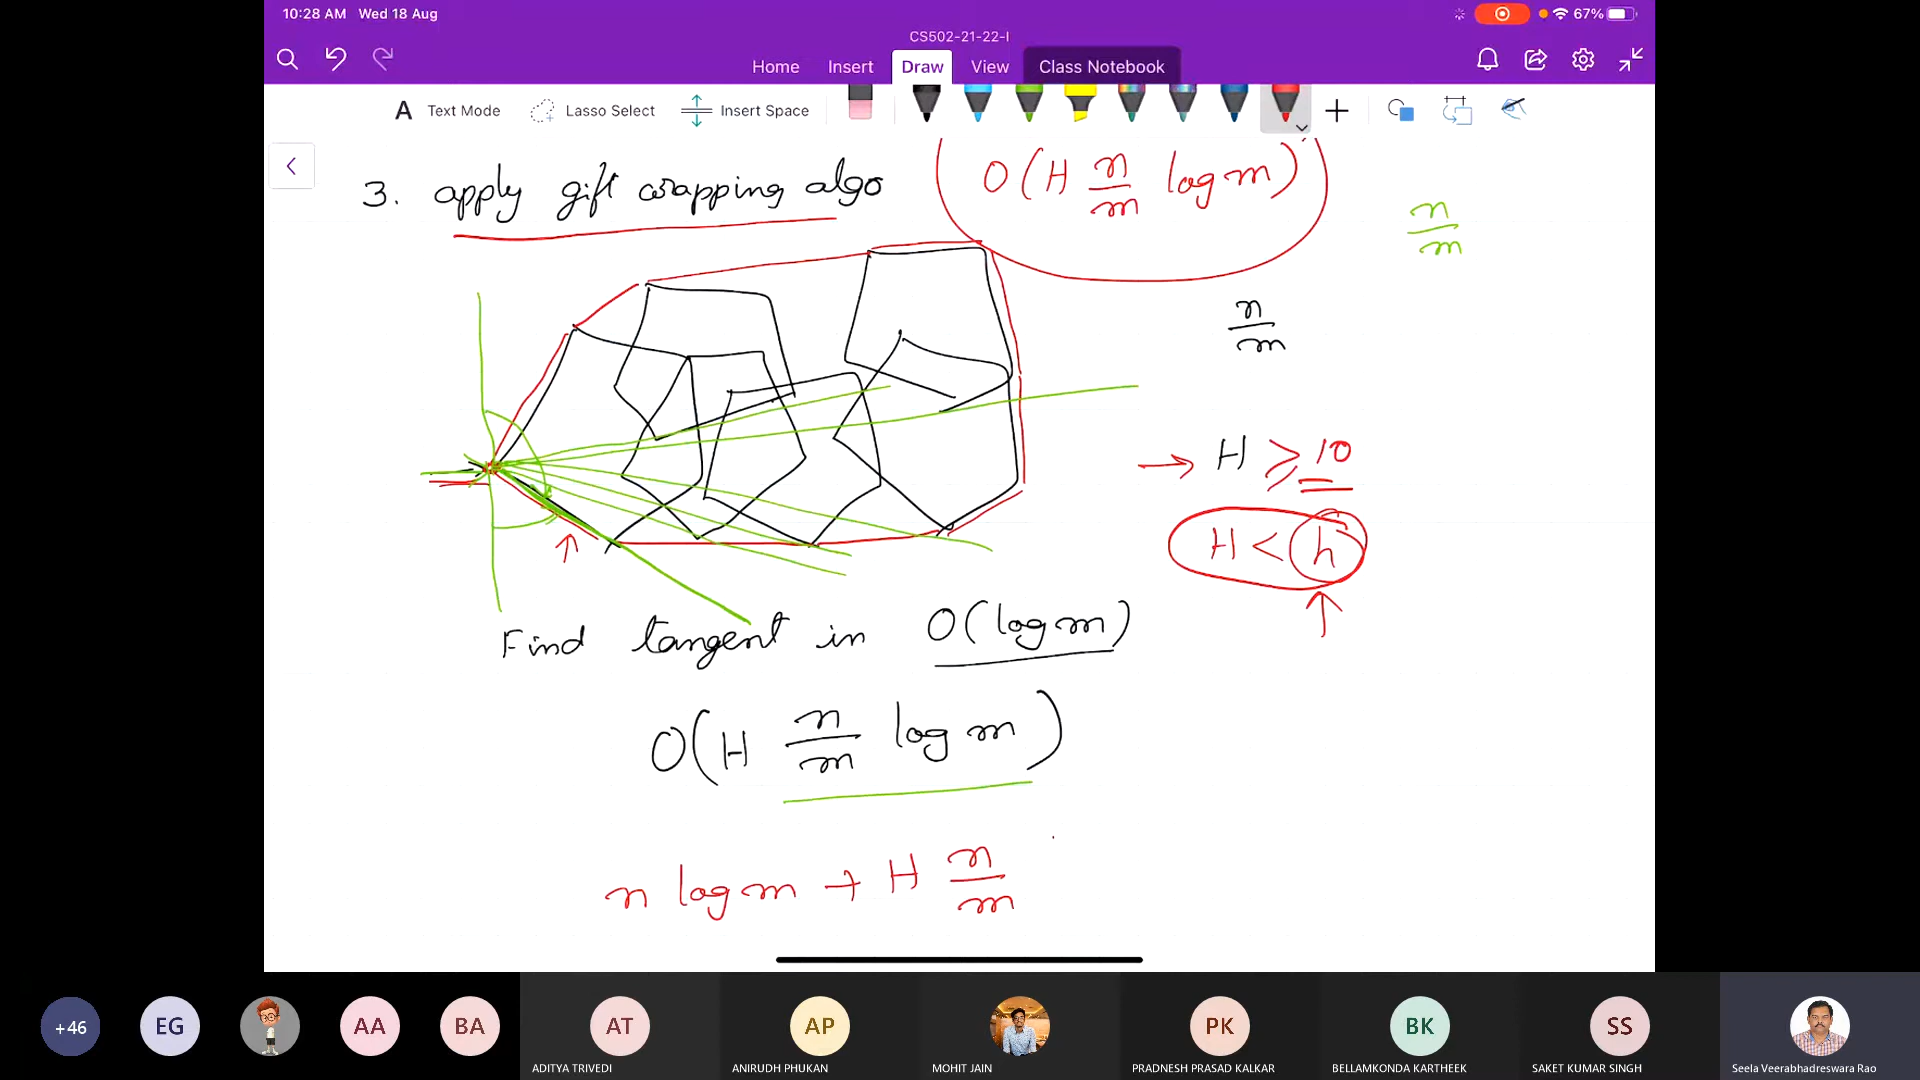 10:28 AM Wed 18 Aug
67%
CS502-21-22-I
Home Insert Draw View Class Notebook
A Text Mode Lasso Select Insert Space
3. apply gift wrapping algo
O(H n/m log m)
n/m
n/m
→ H ≥ 10
H < h
↑
↑
Find tangent in O(log m)
O(H n/m log m)
n log m + H n/m
+46 EG AA BA AT AP PK BK SS
ADITYA TRIVEDI ANIRUDH PHUKAN MOHIT JAIN PRADNESH PRASAD KALKAR BELLAMKONDA KARTHEEK SAKET KUMAR SINGH Seela Veerabhadreswara Rao